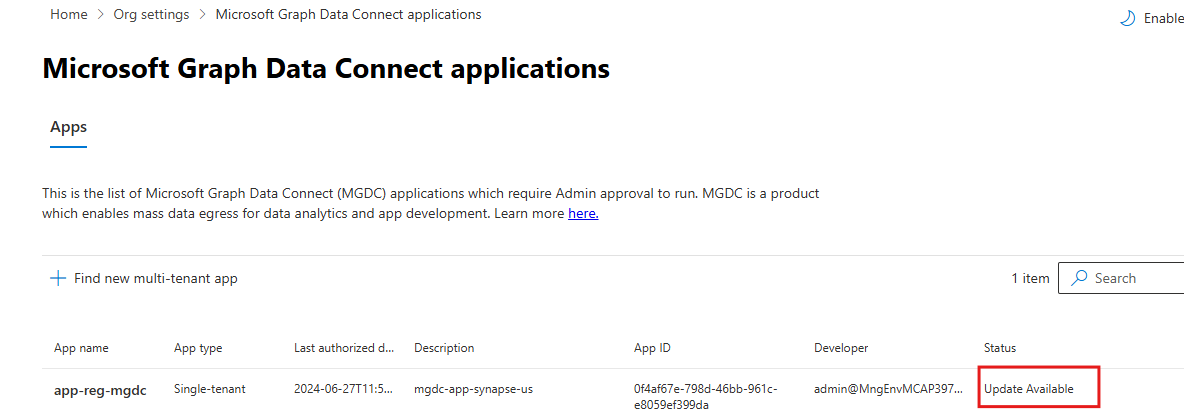 Home > Org settings > Microsoft Graph Data Connect applications
Enable
Microsoft Graph Data Connect applications
Apps
This is the list of Microsoft Graph Data Connect (MGDC) applications which require Admin approval to run. MGDC is a product
which enables mass data egress for data analytics and app development. Learn more here.
+ Find new multi-tenant app 1 item Search
App name App type Last authorized d... Description App ID Developer Status
app-reg-mgdc Single-tenant 2024-06-27T11:5... mgdc-app-synapse-us 0f4af67e-798d-46bb-961c- admin@MngEnvMCAP397... Update Available
e8059ef399da